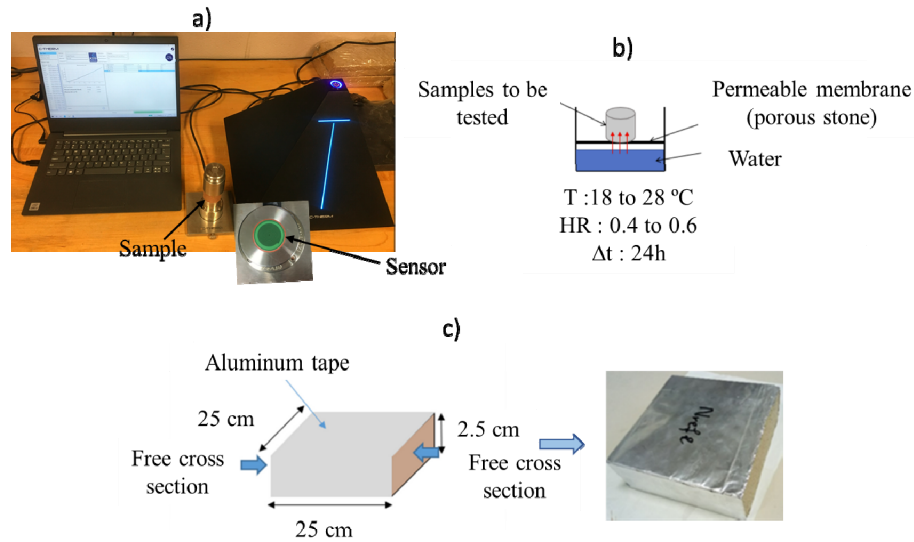 a)
Sample
Sensor
b)
Samples to be
tested
Permeable membrane
(porous stone)
Water
T :18 to 28 ºC
HR : 0.4 to 0.6
Δt : 24h
c)
Aluminum tape
25 cm
2.5 cm
Free cross
section
Free cross
section
25 cm